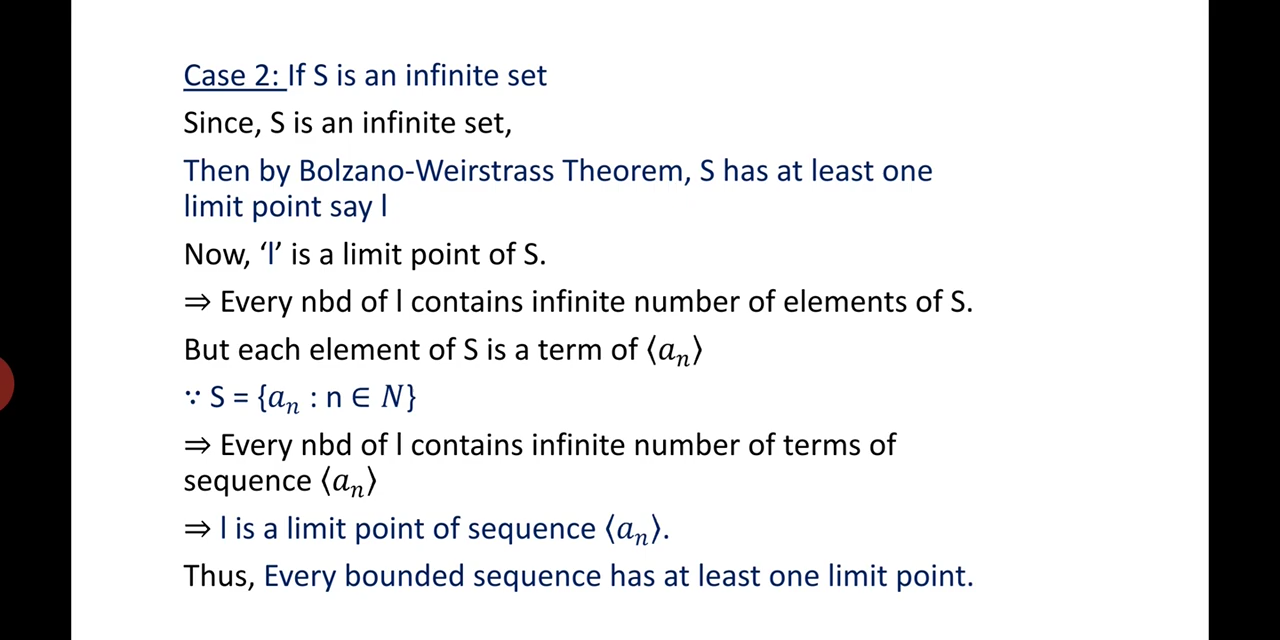 Case 2: If S is an infinite set
Since, S is an infinite set,
Then by Bolzano-Weirstrass Theorem, S has at least one
limit point say l
Now, ‘l’ is a limit point of S.
⇒ Every nbd of l contains infinite number of elements of S.
But each element of S is a term of ⟨aₙ⟩
∵ S = {aₙ : n ∈ N}
⇒ Every nbd of l contains infinite number of terms of
sequence ⟨aₙ⟩
⇒ l is a limit point of sequence ⟨aₙ⟩.
Thus, Every bounded sequence has at least one limit point.